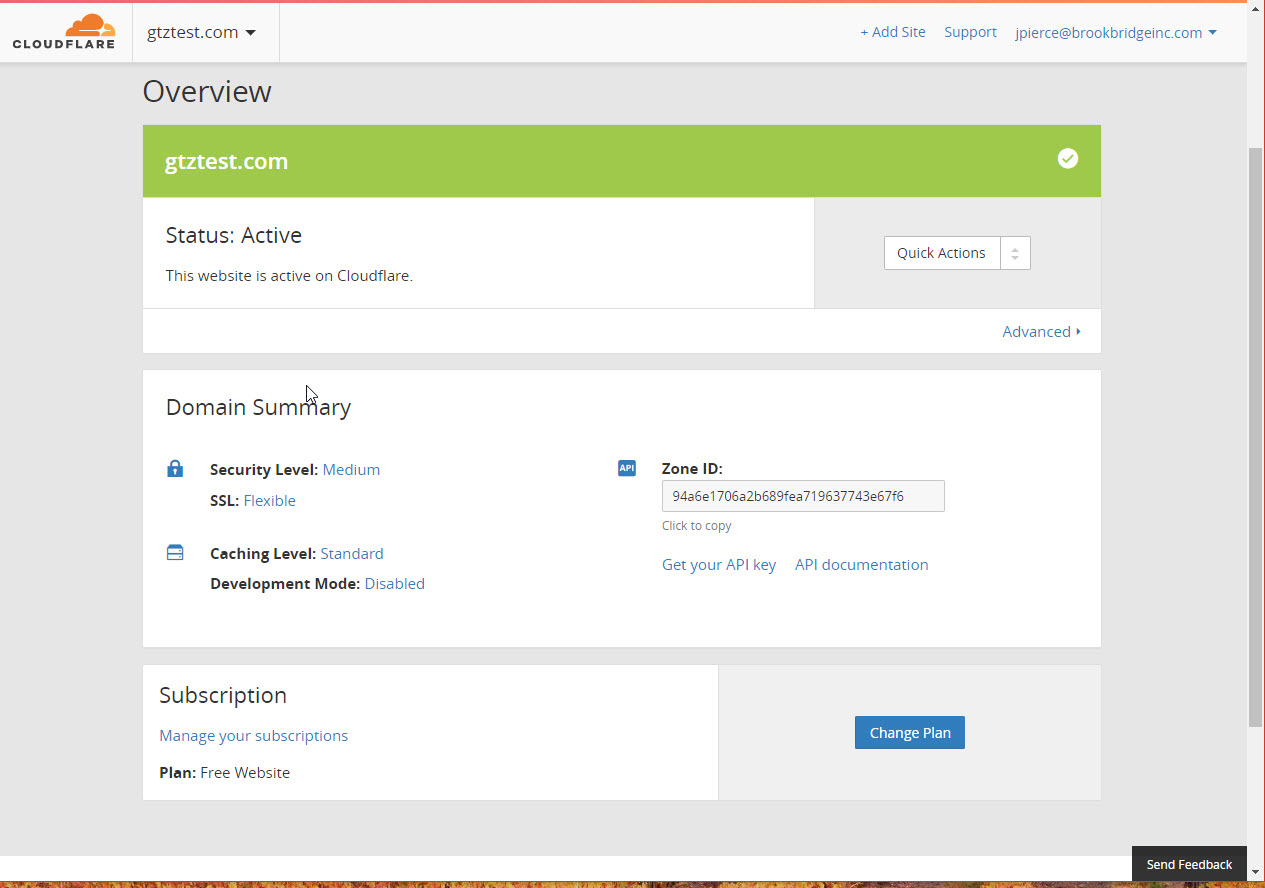 CLOUDFLARE
gtztest.com
+ Add Site
Support
jpierce@brookbridgeinc.com
Overview
gtztest.com
Status: Active
This website is active on Cloudflare.
Quick Actions
Advanced
Domain Summary
Security Level: Medium
SSL: Flexible
Caching Level: Standard
Development Mode: Disabled
API
Zone ID:
94a6e1706a2b689fea719637743e67f6
Click to copy
Get your API key
API documentation
Subscription
Manage your subscriptions
Plan: Free Website
Change Plan
Send Feedback